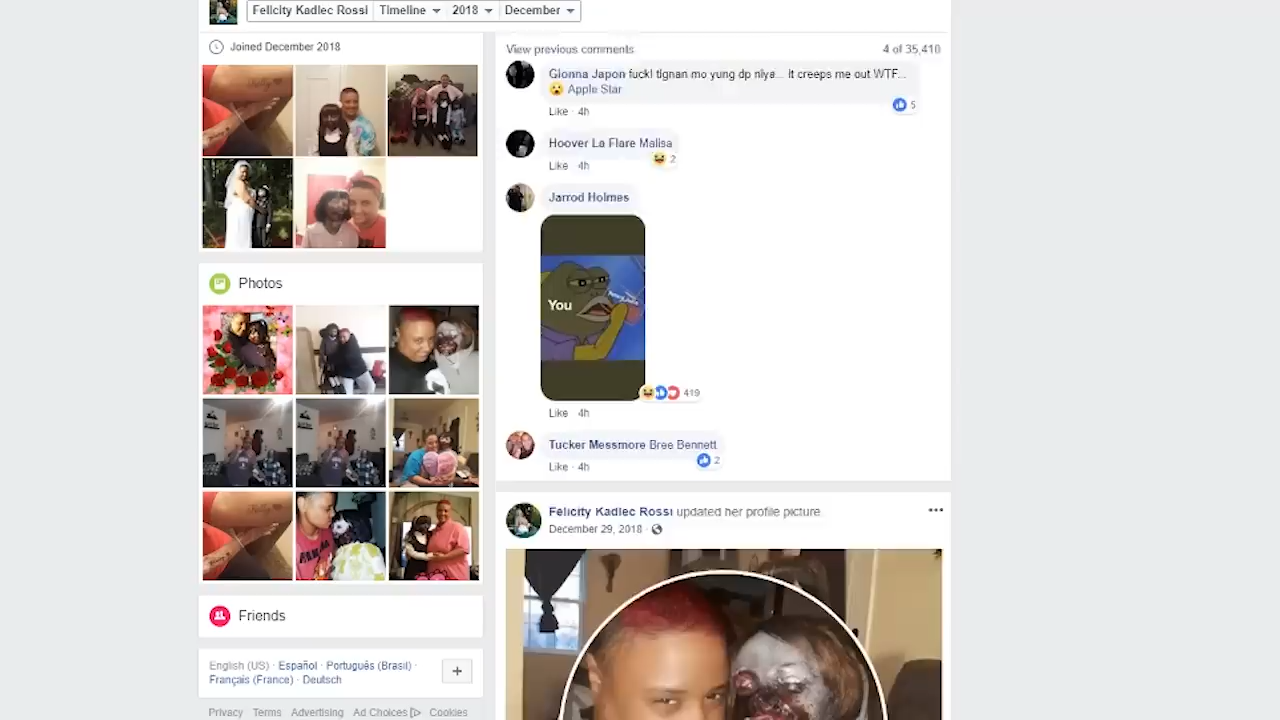 Felicity Kadlec Rossi Timeline 2018 December
Joined December 2018
Photos
Friends
English (US) · Español · Português (Brasil) ·
Français (France) · Deutsch
+
Privacy Terms Advertising Ad Choices Cookies
View previous comments 4 of 35,410
Gionna Japon fuckl tlgnan mo yung dp nlya... It creeps me out WTF...
Apple Star
5
Like · 4h
Hoover La Flare Malisa
2
Like · 4h
Jarrod Holmes
You
419
Like · 4h
Tucker Messmore Bree Bennett
2
Like · 4h
Felicity Kadlec Rossi updated her profile picture
December 29, 2018 ·